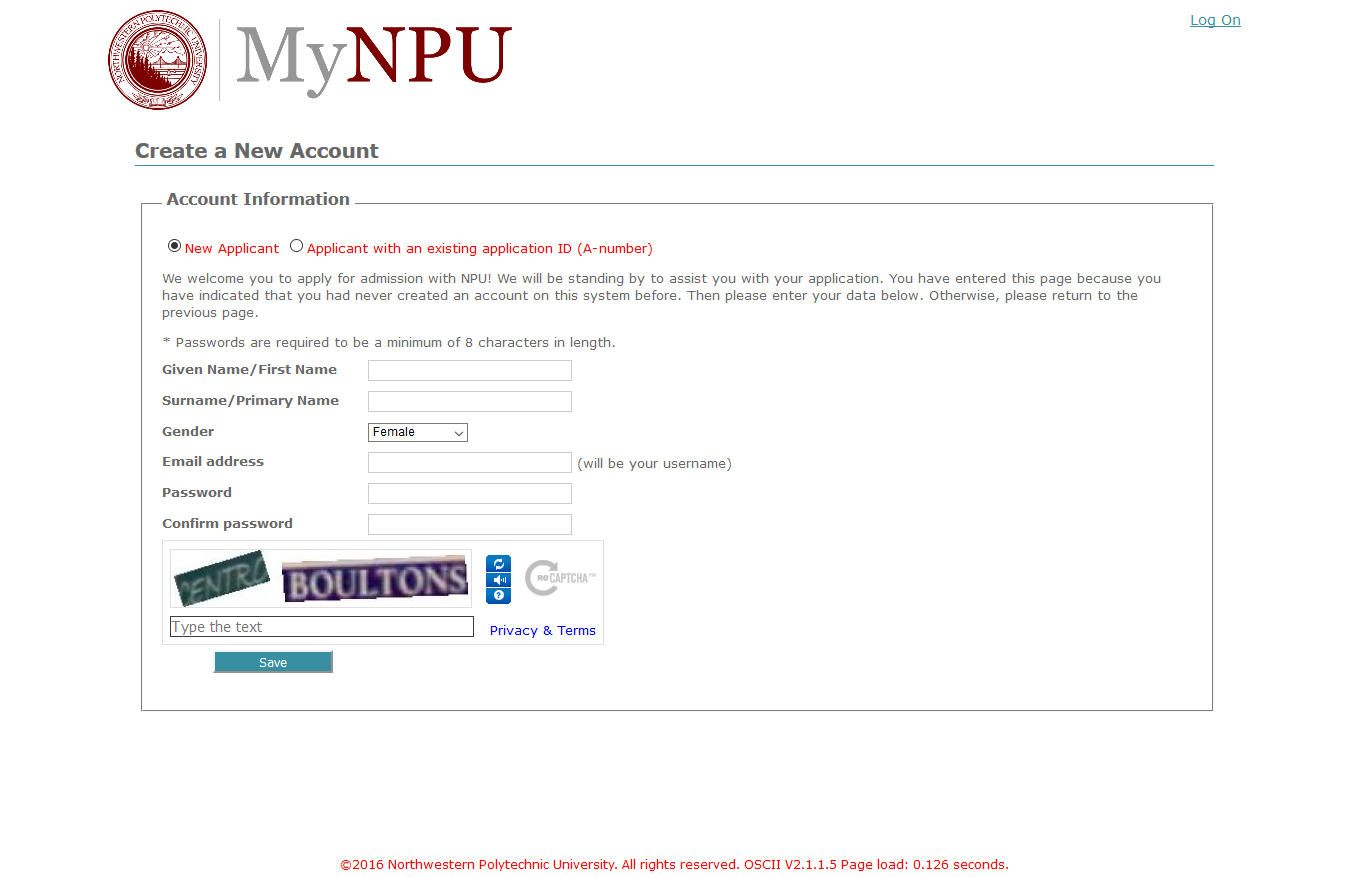 NORTHWESTERN POLYTECHNIC UNIVERSITY
MyNPU
Log On
Create a New Account
Account Information
New Applicant Applicant with an existing application ID (A-number)
We welcome you to apply for admission with NPU! We will be standing by to assist you with your application. You have entered this page because you
have indicated that you had never created an account on this system before. Then please enter your data below. Otherwise, please return to the
previous page.
* Passwords are required to be a minimum of 8 characters in length.
Given Name/First Name
Surname/Primary Name
Gender Female
Email address (will be your username)
Password
Confirm password
BOULTONS
reCAPTCHA™
Type the text
Privacy & Terms
Save
©2016 Northwestern Polytechnic University. All rights reserved. OSCII V2.1.1.5 Page load: 0.126 seconds.